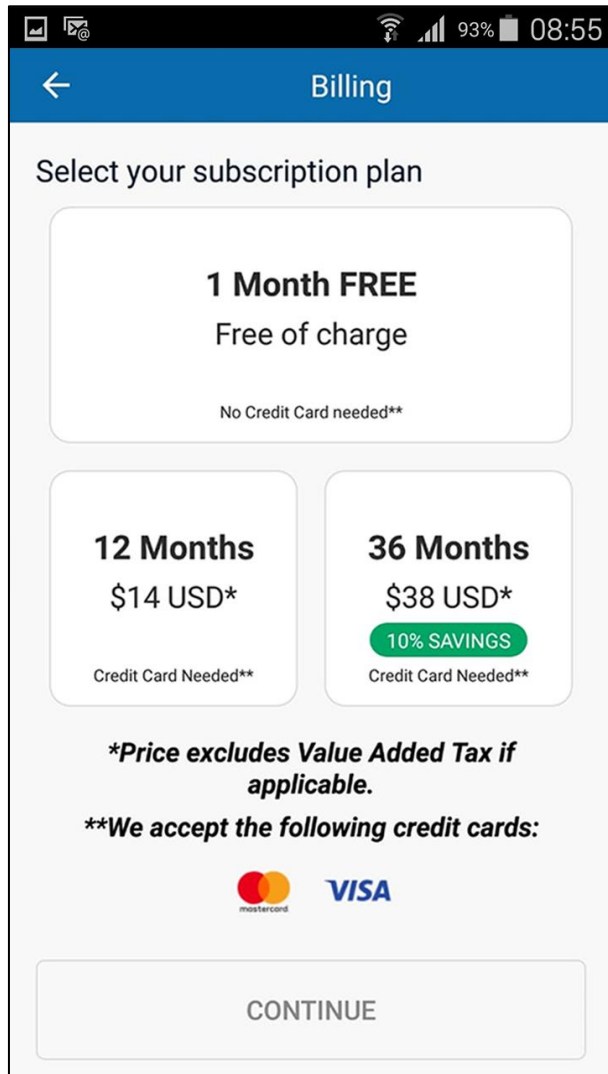 93% 08:55
Billing
Select your subscription plan
1 Month FREE
Free of charge
No Credit Card needed**
12 Months
$14 USD*
Credit Card Needed**
36 Months
$38 USD*
10% SAVINGS
Credit Card Needed**
*Price excludes Value Added Tax if
applicable.
**We accept the following credit cards:
mastercard. VISA
CONTINUE